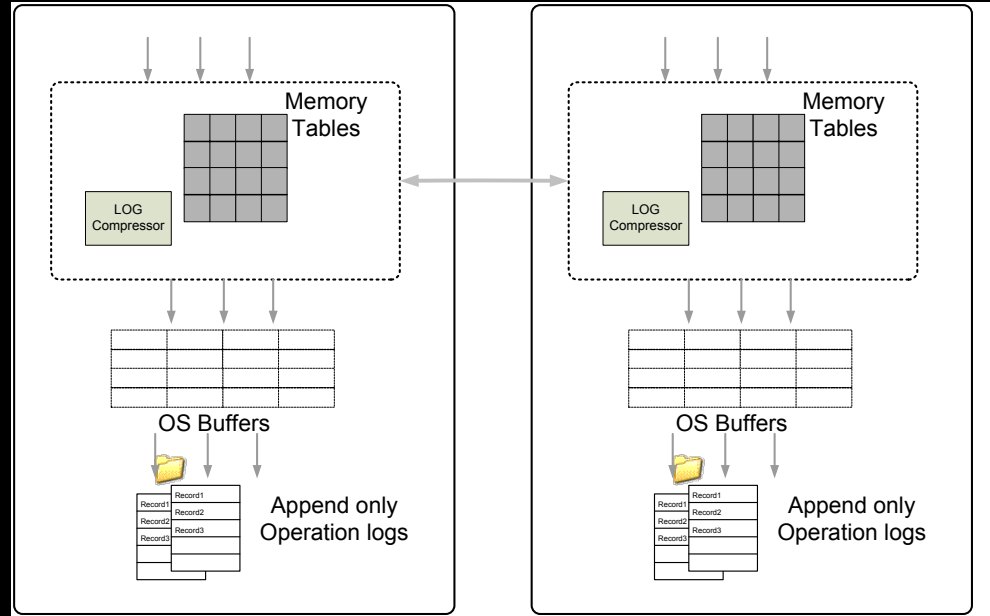 Memory
Tables
LOG
Compressor
OS Buffers
Record1
Record2
Record3
Record1
Record2
Record3
Append only
Operation logs
Memory
Tables
LOG
Compressor
OS Buffers
Record1
Record2
Record3
Record1
Record2
Record3
Append only
Operation logs